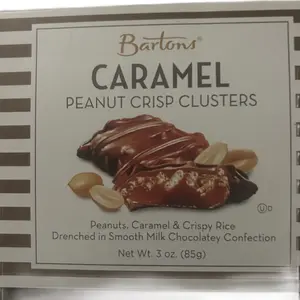 Bartons®
CARAMEL
PEANUT CRISP CLUSTERS
Peanuts, Caramel & Crispy Rice
Drenched in Smooth Milk Chocolatey Confection
Net Wt. 3 oz. (85g)
UD